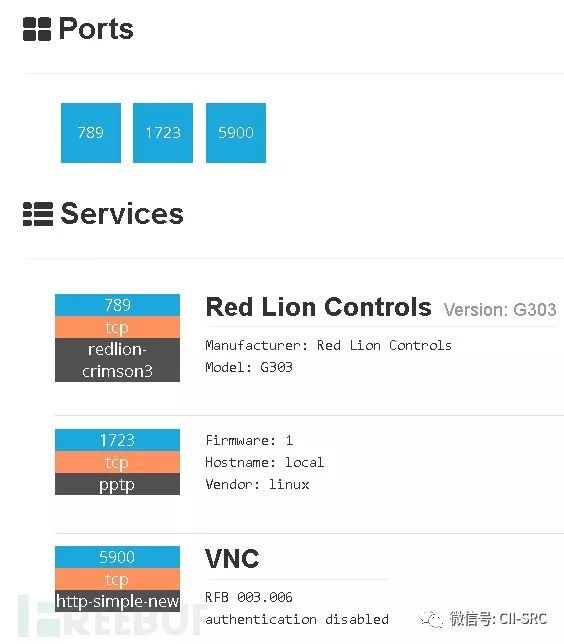 Ports
789 1723 5900
Services
789
tcp
redlion-
crimson3
Red Lion Controls Version: G303
Manufacturer: Red Lion Controls
Model: G303
1723
tcp
pptp
Firmware: 1
Hostname: local
Vendor: linux
5900
tcp
http-simple-new
VNC
RFB 003.006
authentication disabled
REEBUF
微信号: CII-SRC